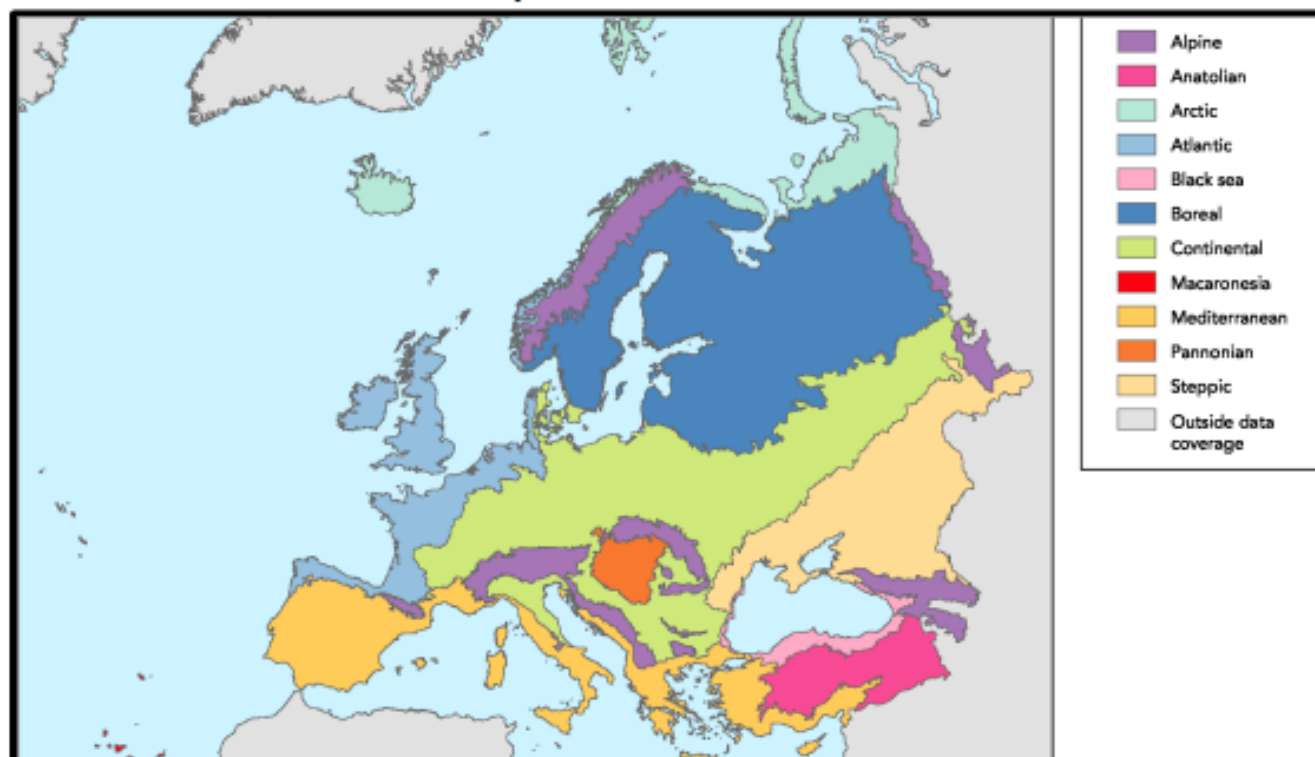 Alpine
Anatolian
Arctic
Atlantic
Black sea
Boreal
Continental
Macaronesia
Mediterranean
Pannonian
Steppic
Outside data
coverage